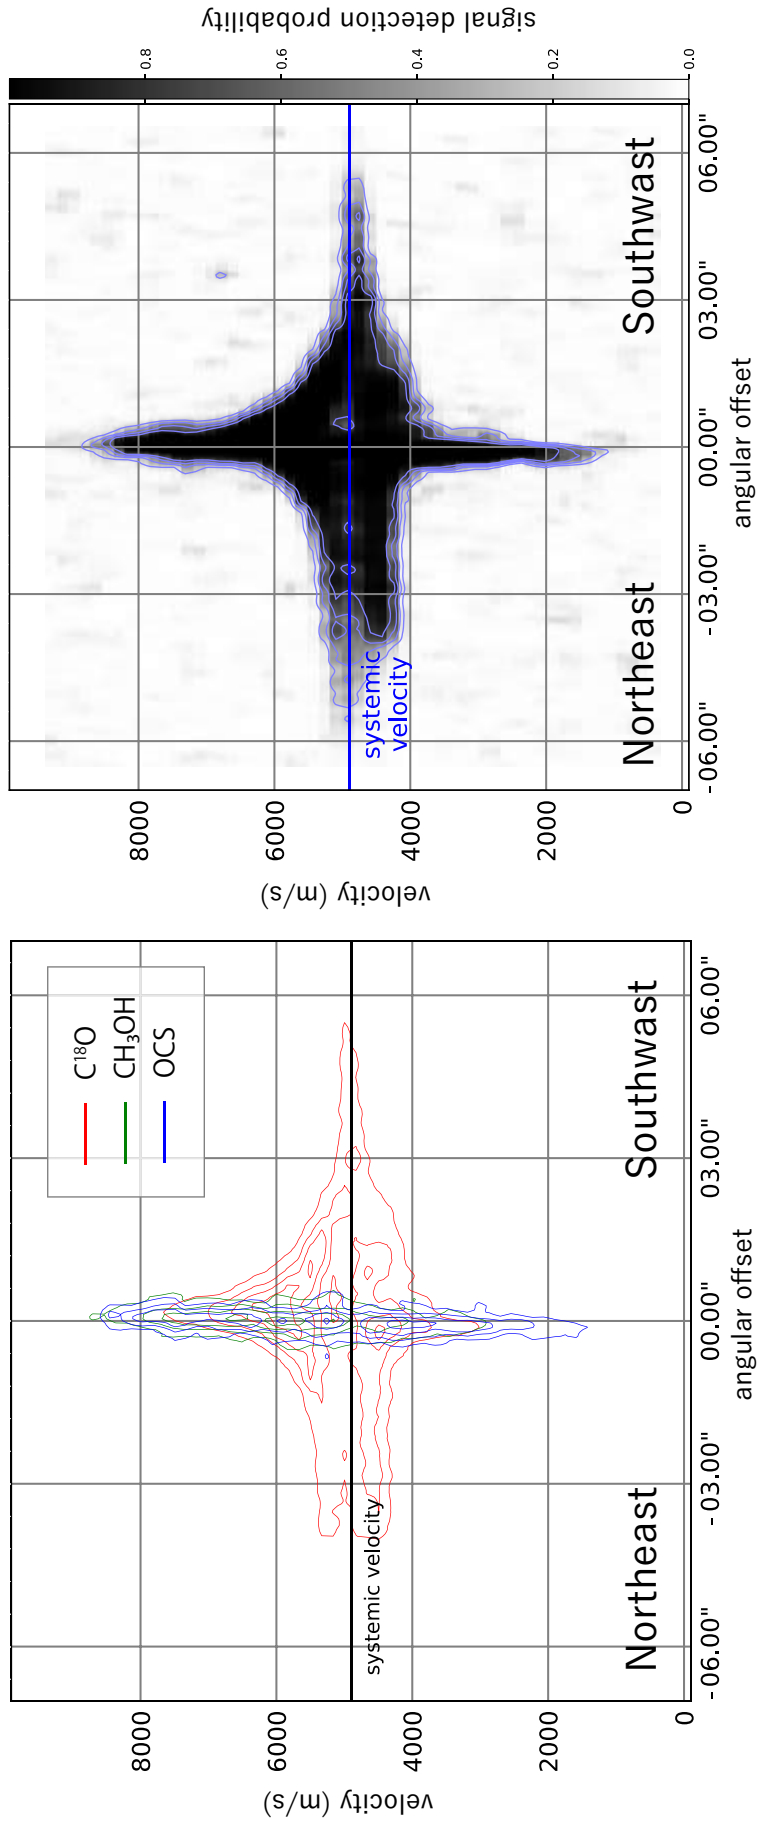 C¹⁸O
CH₃OH
OCS
systemic velocity
Northeast
Southwast
8000
6000
4000
2000
0
velocity (m/s)
-06.00"
-03.00"
00.00"
03.00"
06.00"
angular offset
systemic
velocity
Northeast
Southwast
8000
6000
4000
2000
0
velocity (m/s)
-06.00"
-03.00"
00.00"
03.00"
06.00"
angular offset
0.8
0.6
0.4
0.2
0.0
signal detection probability